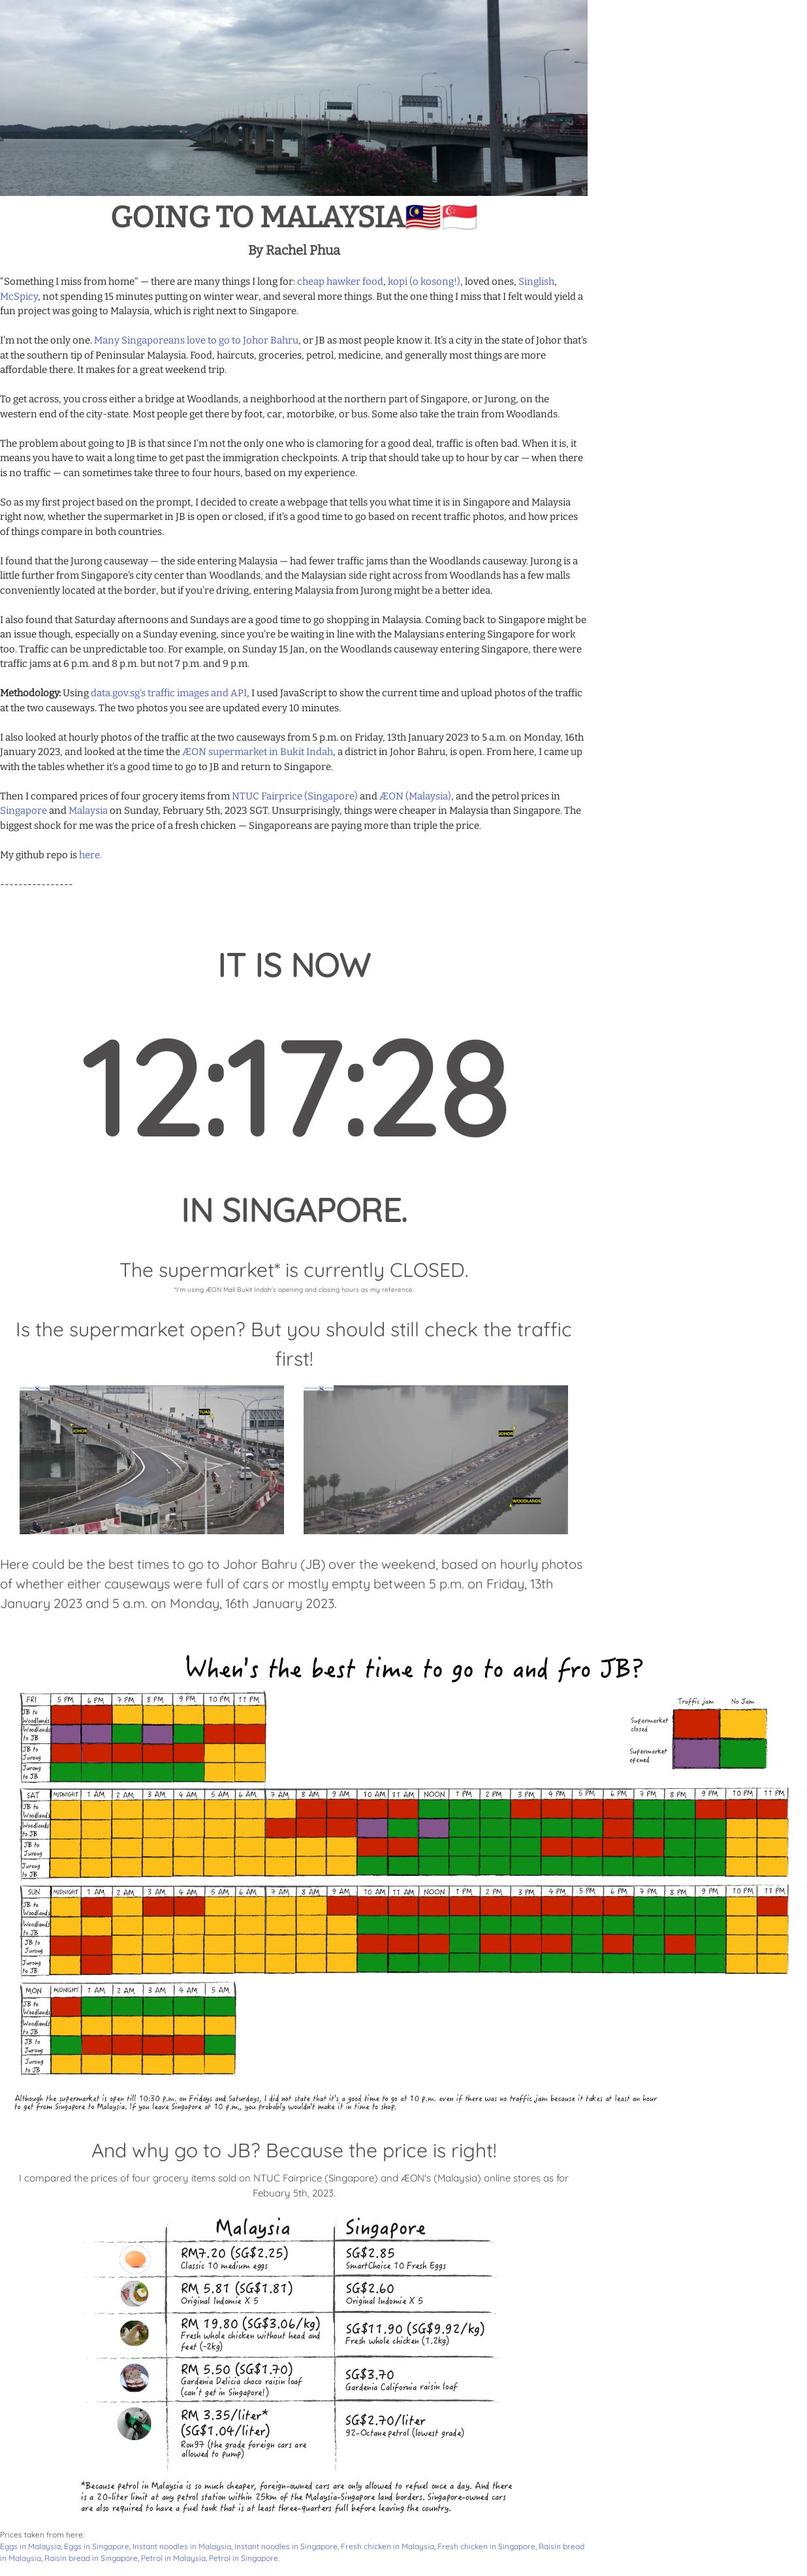 GOING TO MALAYSIA🇲🇾🇸🇬
By Rachel Phua
"Something I miss from home" — there are many things I long for: cheap hawker food, kopi (o kosong!), loved ones, Singlish,
McSpicy, not spending 15 minutes putting on winter wear, and several more things. But the one thing I miss that I felt would yield a
fun project was going to Malaysia, which is right next to Singapore.
I'm not the only one. Many Singaporeans love to go to Johor Bahru, or JB as most people know it. It's a city in the state of Johor that's
at the southern tip of Peninsular Malaysia. Food, haircuts, groceries, petrol, medicine, and generally most things are more
affordable there. It makes for a great weekend trip.
To get across, you cross either a bridge at Woodlands, a neighborhood at the northern part of Singapore, or Jurong, on the
western end of the city-state. Most people get there by foot, car, motorbike, or bus. Some also take the train from Woodlands.
The problem about going to JB is that since I'm not the only one who is clamoring for a good deal, traffic is often bad. When it is, it
means you have to wait a long time to get past the immigration checkpoints. A trip that should take up to hour by car — when there
is no traffic — can sometimes take three to four hours, based on my experience.
So as my first project based on the prompt, I decided to create a webpage that tells you what time it is in Singapore and Malaysia
right now, whether the supermarket in JB is open or closed, if it's a good time to go based on recent traffic photos, and how prices
of things compare in both countries.
I found that the Jurong causeway — the side entering Malaysia — had fewer traffic jams than the Woodlands causeway. Jurong is a
little further from Singapore's city center than Woodlands, and the Malaysian side right across from Woodlands has a few malls
conveniently located at the border, but if you're driving, entering Malaysia from Jurong might be a better idea.
I also found that Saturday afternoons and Sundays are a good time to go shopping in Malaysia. Coming back to Singapore might be
an issue though, especially on a Sunday evening, since you're be waiting in line with the Malaysians entering Singapore for work
too. Traffic can be unpredictable too. For example, on Sunday 15 Jan, on the Woodlands causeway entering Singapore, there were
traffic jams at 6 p.m. and 8 p.m. but not 7 p.m. and 9 p.m.
Methodology: Using data.gov.sg's traffic images and API, I used JavaScript to show the current time and upload photos of the traffic
at the two causeways. The two photos you see are updated every 10 minutes.
I also looked at hourly photos of the traffic at the two causeways from 5 p.m. on Friday, 13th January 2023 to 5 a.m. on Monday, 16th
January 2023, and looked at the time the ÆON supermarket in Bukit Indah, a district in Johor Bahru, is open. From here, I came up
with the tables whether it's a good time to go to JB and return to Singapore.
Then I compared prices of four grocery items from NTUC Fairprice (Singapore) and ÆON (Malaysia), and the petrol prices in
Singapore and Malaysia on Sunday, February 5th, 2023 SGT. Unsurprisingly, things were cheaper in Malaysia than Singapore. The
biggest shock for me was the price of a fresh chicken — Singaporeans are paying more than triple the price.
My github repo is here.
----------------
IT IS NOW
12:17:28
IN SINGAPORE.
The supermarket* is currently CLOSED.
*I'm using ÆON Mall Bukit Indah's opening and closing hours as my reference.
Is the supermarket open? But you should still check the traffic
first!
TUAS
JOHOR
JOHOR
WOODLANDS
Here could be the best times to go to Johor Bahru (JB) over the weekend, based on hourly photos
of whether either causeways were full of cars or mostly empty between 5 p.m. on Friday, 13th
January 2023 and 5 a.m. on Monday, 16th January 2023.
When's the best time to go to and fro JB?
Traffic jam No Jam
Supermarket
closed
Supermarket
opened
FRI 5 PM 6 PM 7 PM 8 PM 9 PM 10 PM 11 PM
JB to
Woodlands
Woodlands
to JB
JB to
Jurong
Jurong
to JB
SAT MIDNIGHT 1 AM 2 AM 3 AM 4 AM 5 AM 6 AM 7 AM 8 AM 9 AM 10 AM 11 AM NOON 1 PM 2 PM 3 PM 4 PM 5 PM 6 PM 7 PM 8 PM 9 PM 10 PM 11 PM
JB to
Woodlands
Woodlands
to JB
JB to
Jurong
Jurong
to JB
SUN MIDNIGHT 1 AM 2 AM 3 AM 4 AM 5 AM 6 AM 7 AM 8 AM 9 AM 10 AM 11 AM NOON 1 PM 2 PM 3 PM 4 PM 5 PM 6 PM 7 PM 8 PM 9 PM 10 PM 11 PM
JB to
Woodlands
Woodlands
to JB
JB to
Jurong
Jurong
to JB
MON MIDNIGHT 1 AM 2 AM 3 AM 4 AM 5 AM
JB to
Woodlands
Woodlands
to JB
JB to
Jurong
Jurong
to JB
Although the supermarket is open till 10:30 p.m. on Fridays and Saturdays, I did not state that it's a good time to go at 10 p.m. even if there was no traffic jam because it takes at least an hour
to get from Singapore to Malaysia. If you leave Singapore at 10 p.m., you probably wouldn't make it in time to shop.
And why go to JB? Because the price is right!
I compared the prices of four grocery items sold on NTUC Fairprice (Singapore) and ÆON's (Malaysia) online stores as for
Febuary 5th, 2023.
Malaysia Singapore
RM7.20 (SG$2.25) SG$2.85
Classic 10 medium eggs SmartChoice 10 Fresh Eggs
RM 5.81 (SG$1.81) SG$2.60
Original Indomie X 5 Original Indomie X 5
RM 19.80 (SG$3.06/kg) SG$11.90 (SG$9.92/kg)
Fresh whole chicken without head and Fresh whole chicken (1.2kg)
feet (~2kg)
RM 5.50 (SG$1.70) SG$3.70
Gardenia Delicia choco raisin loaf Gardenia California raisin loaf
(can't get in Singapore!)
RM 3.35/liter* SG$2.70/liter
(SG$1.04/liter) 92-Octane petrol (lowest grade)
Ron97 (the grade foreign cars are
allowed to pump)
*Because petrol in Malaysia is so much cheaper, foreign-owned cars are only allowed to refuel once a day. And there
is a 20-liter limit at any petrol station within 25km of the Malaysia-Singapore land borders. Singapore-owned cars
are also required to have a fuel tank that is at least three-quarters full before leaving the country.
Prices taken from here:
Eggs in Malaysia, Eggs in Singapore, Instant noodles in Malaysia, Instant noodles in Singapore, Fresh chicken in Malaysia, Fresh chicken in Singapore, Raisin bread
in Malaysia, Raisin bread in Singapore, Petrol in Malaysia, Petrol in Singapore.